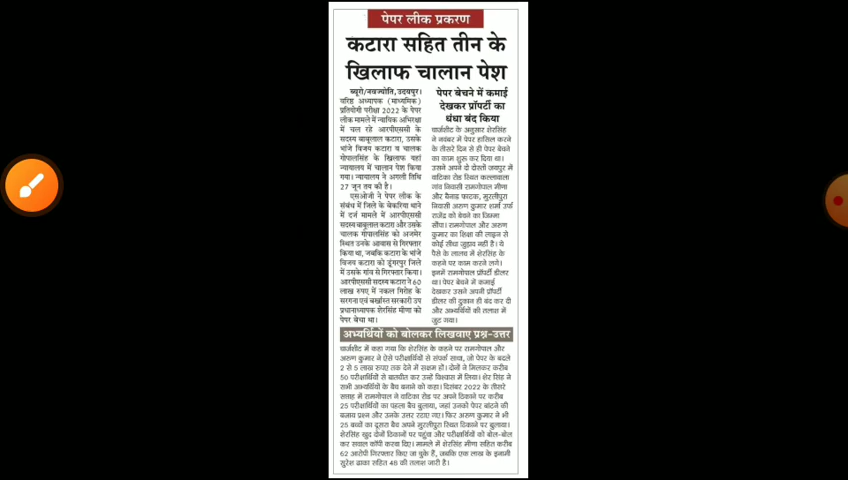 पेपर लीक प्रकरण
कटारा सहित तीन के
खिलाफ चालान पेश
ब्यूरो/नवज्योति, उदयपुर।
वरिष्ठ अध्यापक (माध्यमिक)
प्रतियोगी परीक्षा 2022 के पेपर
लीक मामले में न्यायिक अभिरक्षा
में चल रहे आरपीएससी के
सदस्य बाबूलाल कटारा, उसके
भांजे विजय कटारा व चालक
गोपालसिंह के खिलाफ यहां
न्यायालय में चालान पेश किया
गया। न्यायालय ने अगली तिथि
27 जून तय की है।
एसओजी ने पेपर लीक के
संबंध में जिले के बेकरिया थाने
में दर्ज मामले में आरपीएससी
सदस्य बाबूलाल कटारा और उसके
चालक गोपालसिंह को अजमेर
स्थित उनके आवास से गिरफ्तार
किया था, जबकि कटारा के भांजे
विजय कटारा को डूंगरपुर जिले
में उसके गांव से गिरफ्तार किया।
आरपीएससी सदस्य कटारा ने 60
लाख रुपए में नकल गिरोह के
सरगना एवं बर्खास्त सरकारी उप
प्रधानाध्यापक शेरसिंह मीणा को
पेपर बेचा था।
पेपर बेचने में कमाई
देखकर प्रॉपर्टी का
धंधा बंद किया
चार्जशीट के अनुसार शेरसिंह
ने नवंबर में पेपर हासिल करने
के तीसरे दिन से ही पेपर बेचने
का काम शुरू कर दिया था।
उसने अपने दो दोस्तों जयपुर में
वाटिका रोड स्थित कल्लावाला
गांव निवासी रामगोपाल मीणा
और बैनाड फाटक, मुरलीपुरा
निवासी अरुण कुमार शर्मा उर्फ
राजेंद्र को बेचने का जिम्मा
सौंपा। रामगोपाल और अरुण
कुमार का शिक्षा की लाइन से
कोई सीधा जुड़ाव नहीं है। ये
पैसे के लालच में शेरसिंह के
कहने पर काम करने लगे।
इनमें रामगोपाल प्रॉपर्टी डीलर
था। पेपर बेचने में कमाई
देखकर उसने अपनी प्रॉपर्टी
डीलर की दुकान ही बंद कर दी
और अभ्यर्थियों की तलाश में
जुट गया।
अभ्यर्थियों को बोलकर लिखवाए प्रश्न-उत्तर
चार्जशीट में कहा गया कि शेरसिंह के कहने पर रामगोपाल और
अरुण कुमार ने ऐसे परीक्षार्थियों से संपर्क साधा, जो पेपर के बदले
2 से 5 लाख रुपए तक देने में सक्षम हों। दोनों ने मिलकर करीब
50 परीक्षार्थियों से बातचीत कर उन्हें विश्वास में लिया। शेर सिंह ने
सभी अभ्यर्थियों के बैच बनाने को कहा। दिसंबर 2022 के तीसरे
सप्ताह में रामगोपाल ने वाटिका रोड पर अपने ठिकाने पर करीब
25 परीक्षार्थियों का पहला बैच बुलाया, जहां उनको पेपर बांटने की
बजाय प्रश्न और उनके उत्तर रटाए गए। फिर अरुण कुमार ने भी
25 बच्चों का दूसरा बैच अपने मुरलीपुरा स्थित ठिकाने पर बुलाया।
शेरसिंह खुद दोनों ठिकानों पर पहुंचा और परीक्षार्थियों को बोल-बोल
कर सवाल कॉपी करवा दिए। मामले में शेरसिंह मीणा सहित करीब
62 आरोपी गिरफ्तार किए जा चुके हैं, जबकि एक लाख के इनामी
सुरेश ढाका सहित 48 की तलाश जारी है।